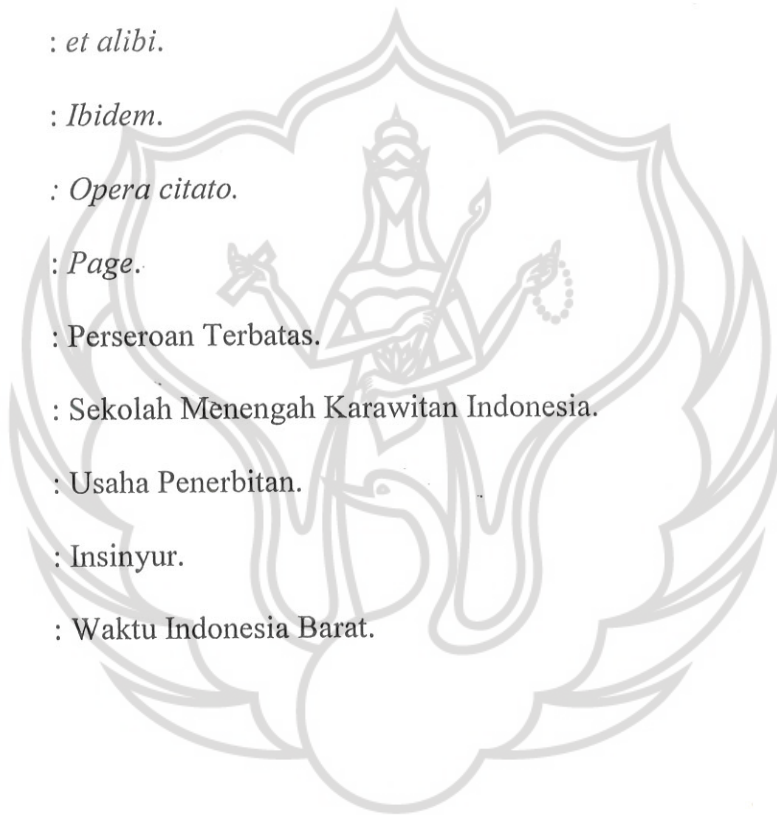 : et alibi.
: Ibidem.
: Opera citato.
: Page.
: Perseroan Terbatas.
: Sekolah Menengah Karawitan Indonesia.
: Usaha Penerbitan.
: Insinyur.
: Waktu Indonesia Barat.